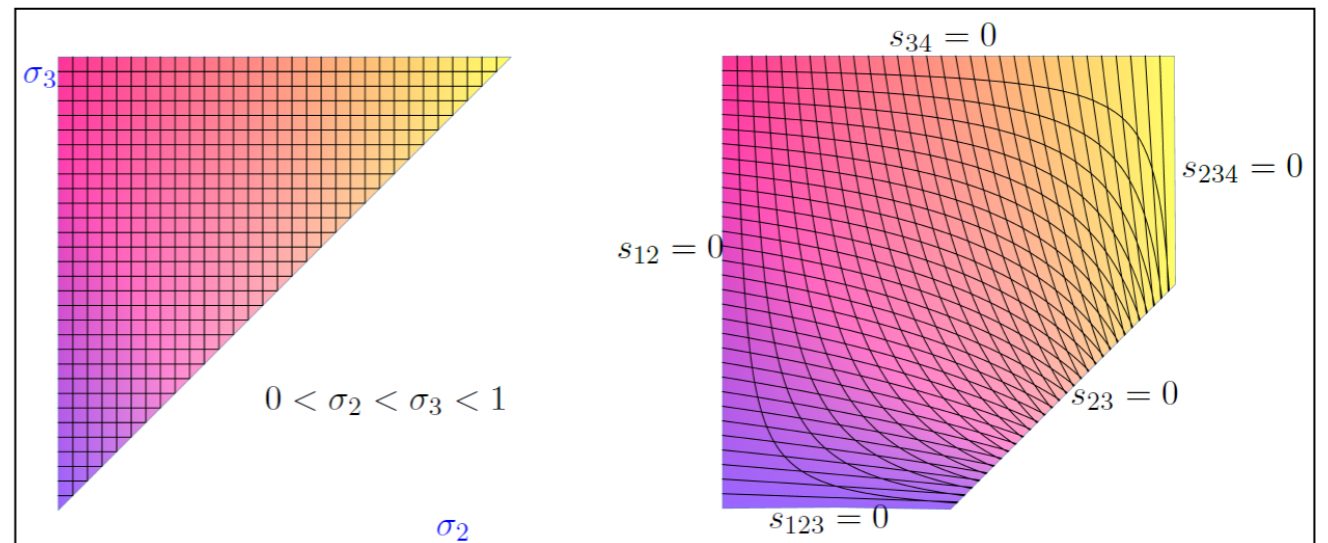 σ₃
0 < σ₂ < σ₃ < 1
σ₂
s₃₄ = 0
s₂₃₄ = 0
s₁₂ = 0
s₂₃ = 0
s₁₂₃ = 0